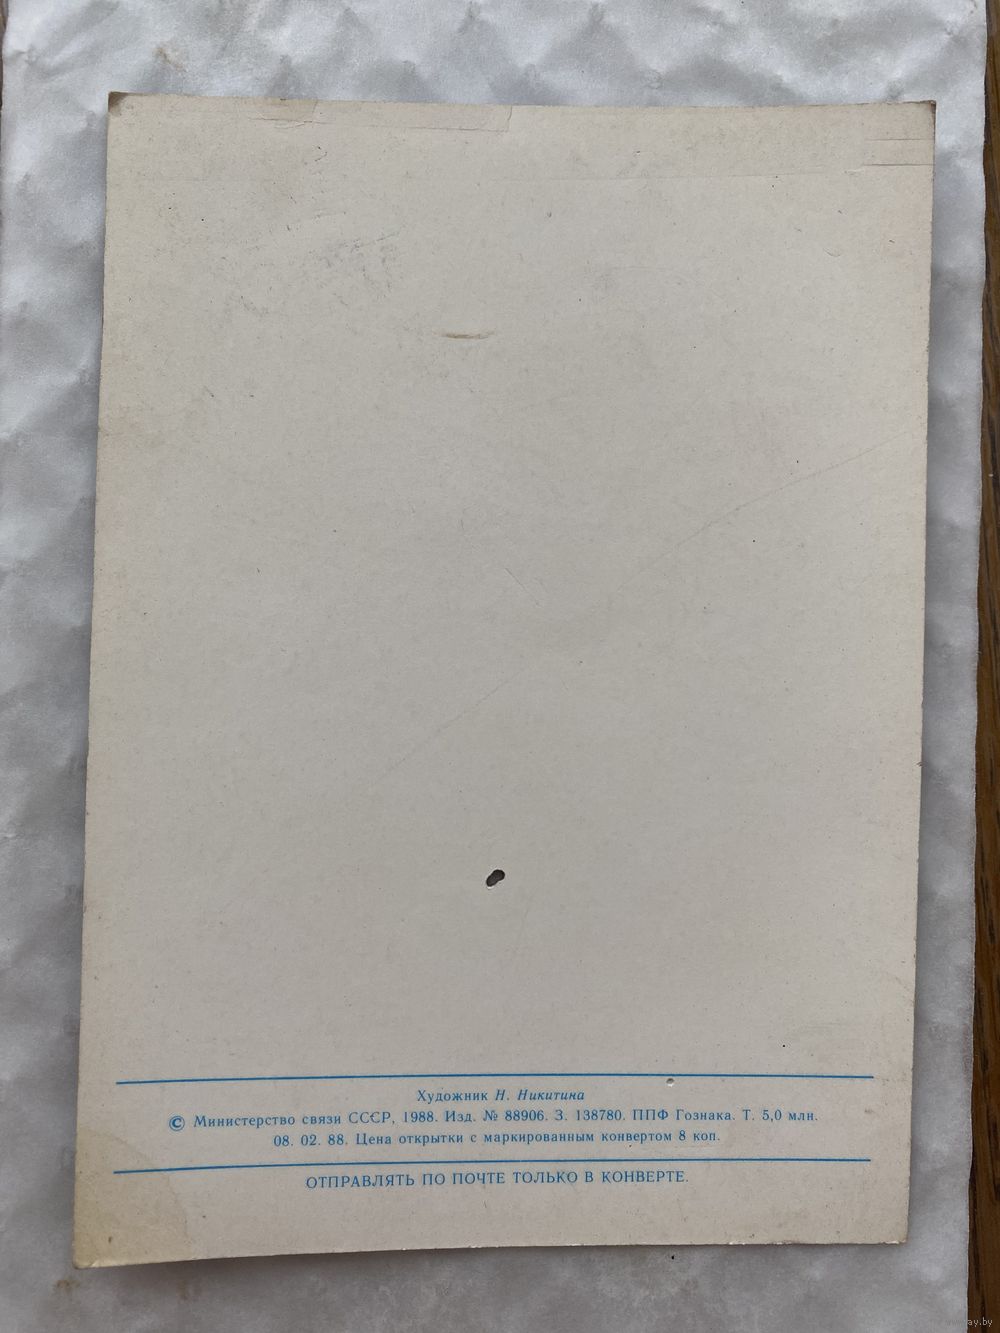 Художник Н. Никитина
© Министерство связи СССР, 1988. Изд. № 88906. З. 138780. ППФ Гознака. Т. 5,0 млн.
08. 02. 88. Цена открытки с маркированным конвертом 8 коп.
ОТПРАВЛЯТЬ ПО ПОЧТЕ ТОЛЬКО В КОНВЕРТЕ.